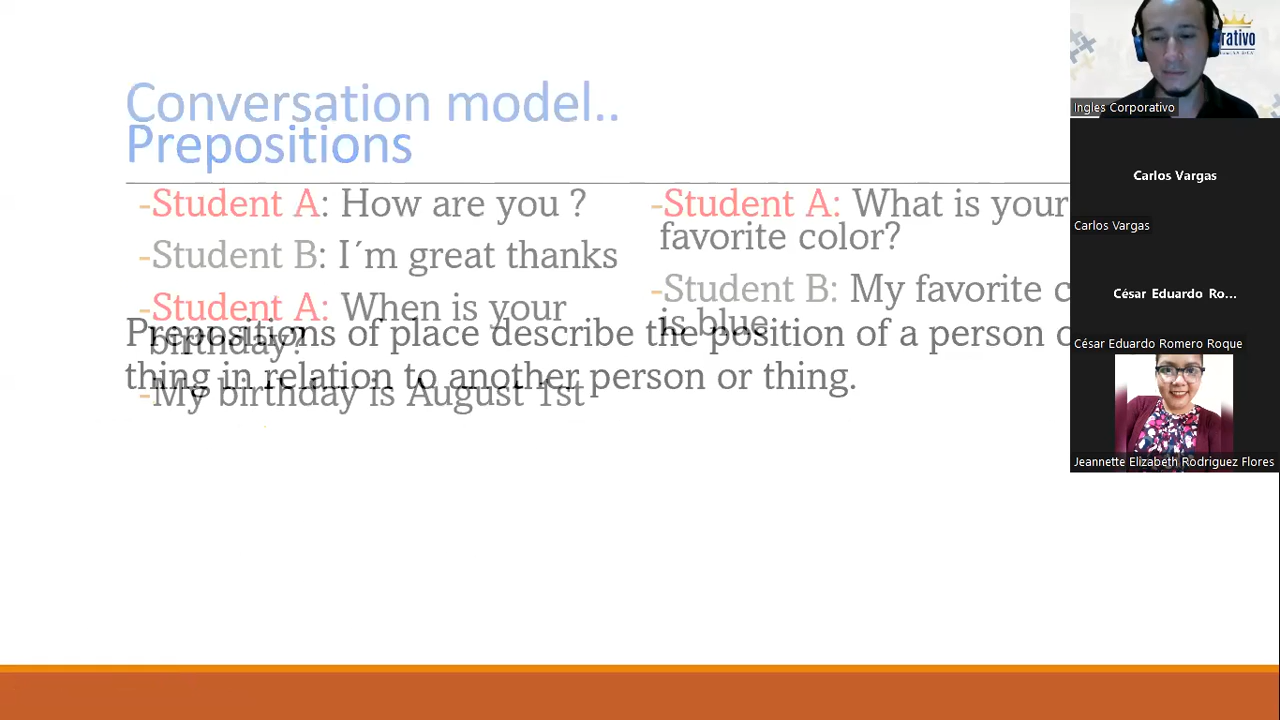 Conversation model..
Prepositions
-Student A: How are you ?
-Student B: I´m great thanks
-Student A: When is your
birthday?
-My birthday is August 1st
-Student A: What is your
favorite color?
-Student B: My favorite c
is blue
Prepositions of place describe the position of a person o
thing in relation to another person or thing.
rativo
Ingles Corporativo
Carlos Vargas
Carlos Vargas
César Eduardo Ro...
César Eduardo Romero Roque
Jeannette Elizabeth Rodriguez Flores